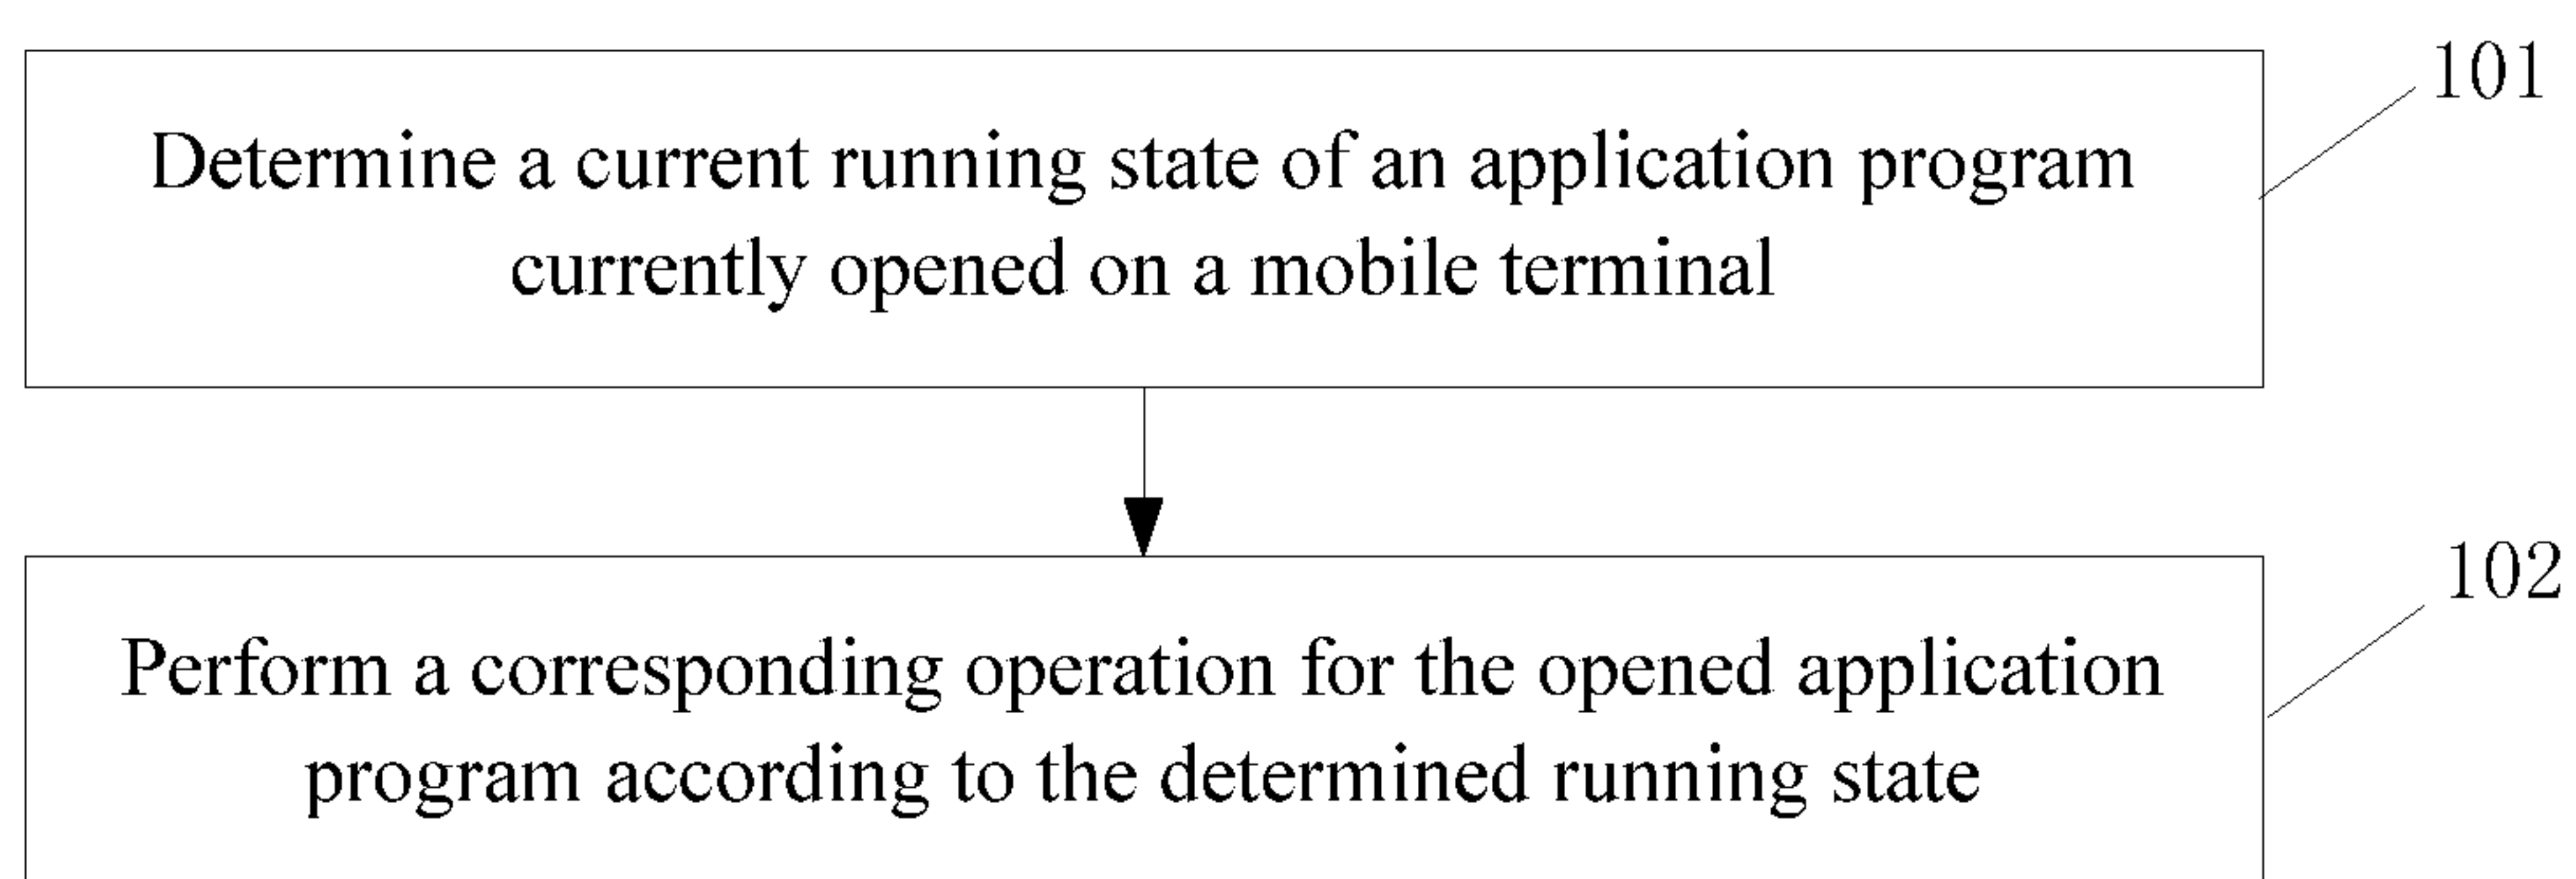 101
Determine a current running state of an application program
currently opened on a mobile terminal
102
Perform a corresponding operation for the opened application
program according to the determined running state